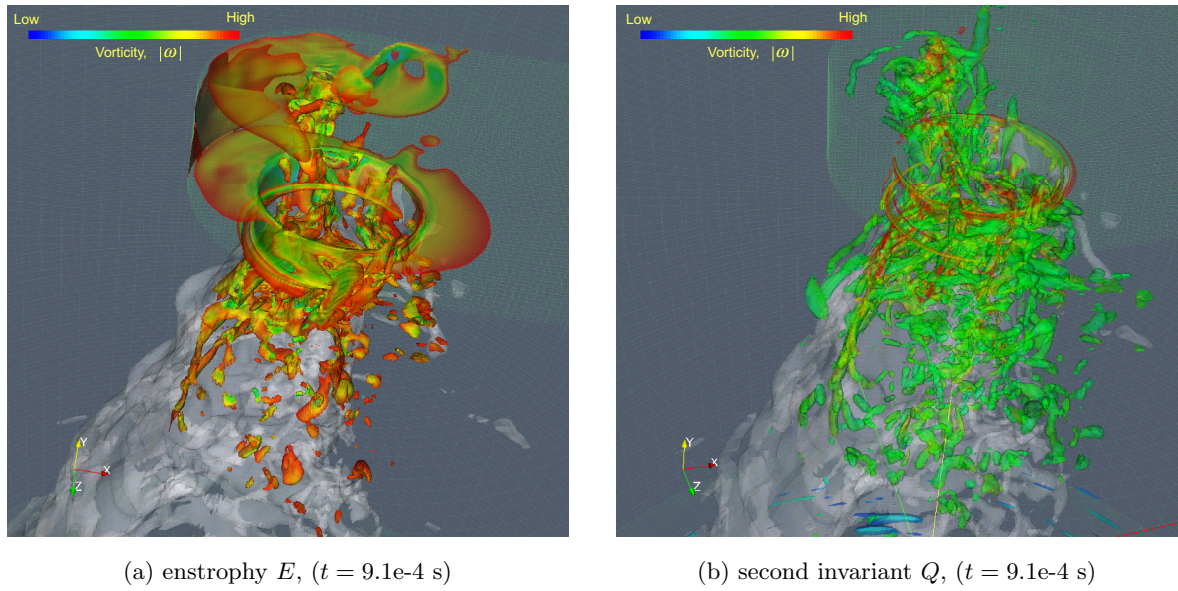 Low
High
Vorticity, |ω|
Y
X
Z
Low
High
Vorticity, |ω|
Y
X
Z
(a) enstrophy E, (t = 9.1e-4 s)
(b) second invariant Q, (t = 9.1e-4 s)